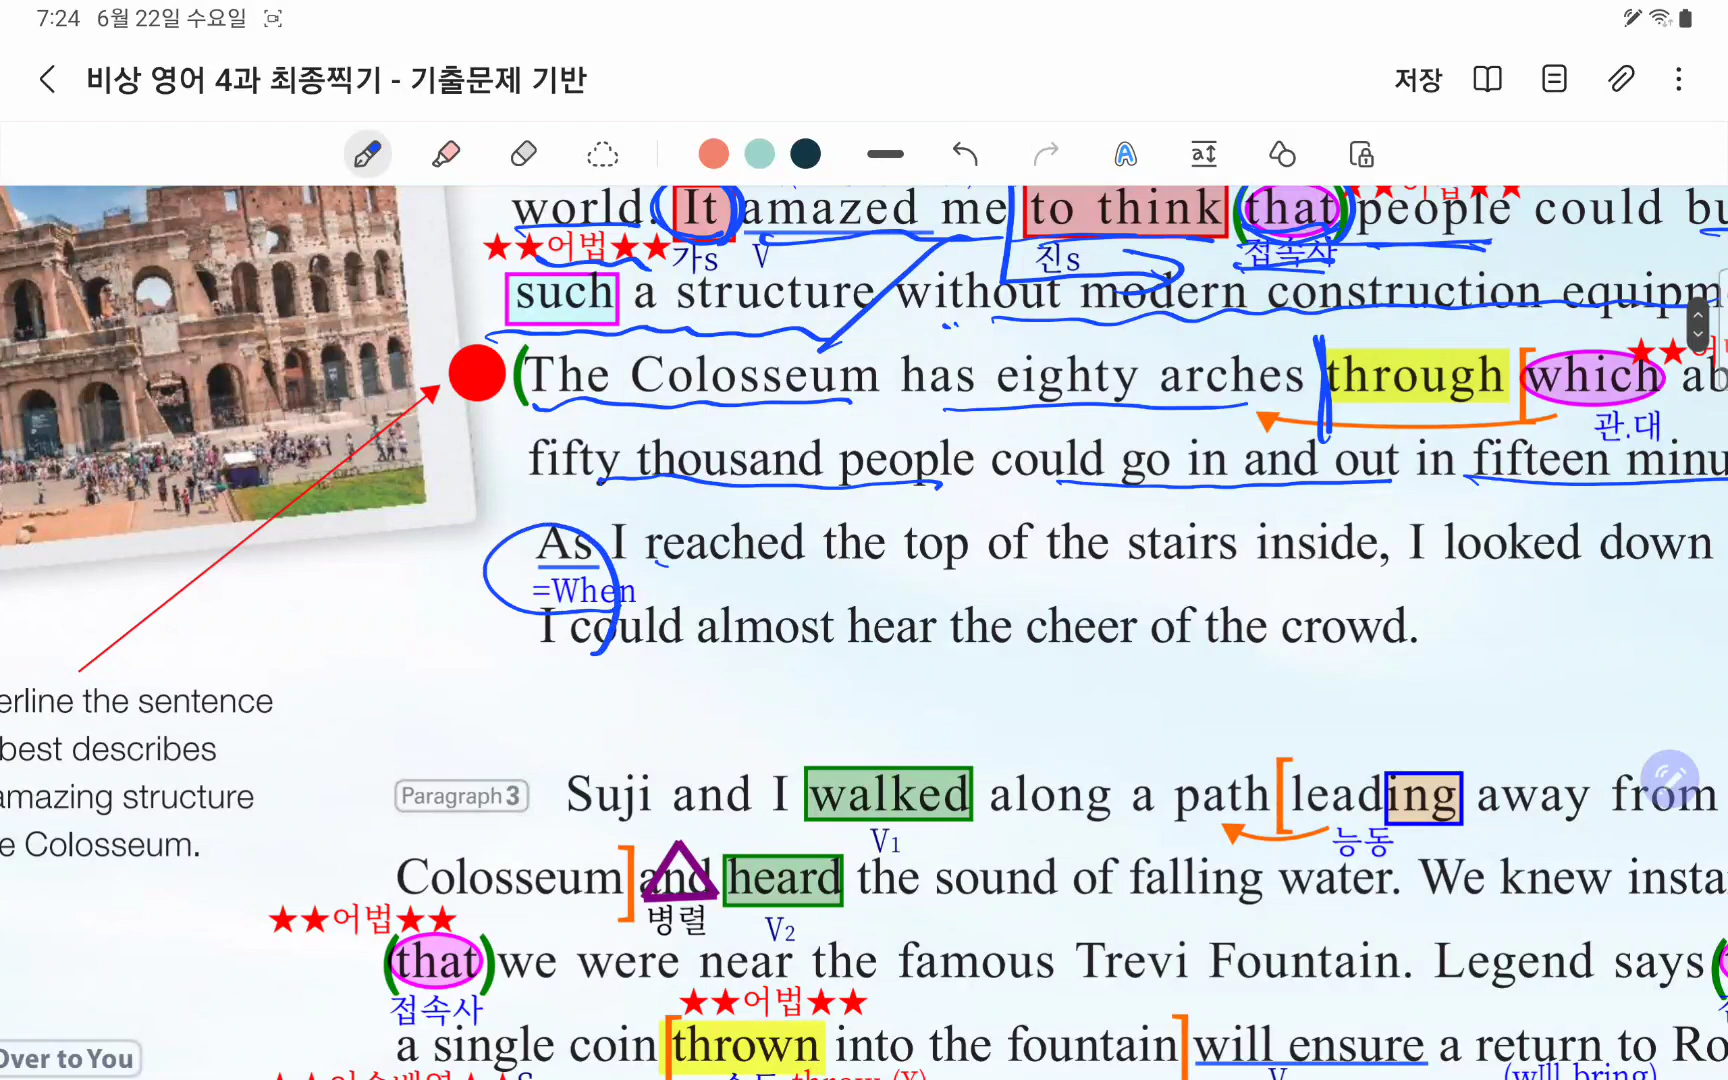 7:24 6월 22일 수요일
비상 영어 4과 최종찍기 - 기출문제 기반
저장
world. It amazed me to think that people could bu
★★어법★★ 가s V 진s 접속사
such a structure without modern construction equipm
The Colosseum has eighty arches through which ab
관.대
fifty thousand people could go in and out in fifteen minu
As I reached the top of the stairs inside, I looked down
=When
I could almost hear the cheer of the crowd.
erline the sentence
best describes
amazing structure
e Colosseum.
Paragraph 3 Suji and I walked along a path leading away from
V1 능동
Colosseum and heard the sound of falling water. We knew insta
★★어법★★ 병렬 V2
that we were near the famous Trevi Fountain. Legend says
접속사 ★★어법★★
a single coin thrown into the fountain will ensure a return to Ro
Over to You
V (will bring)